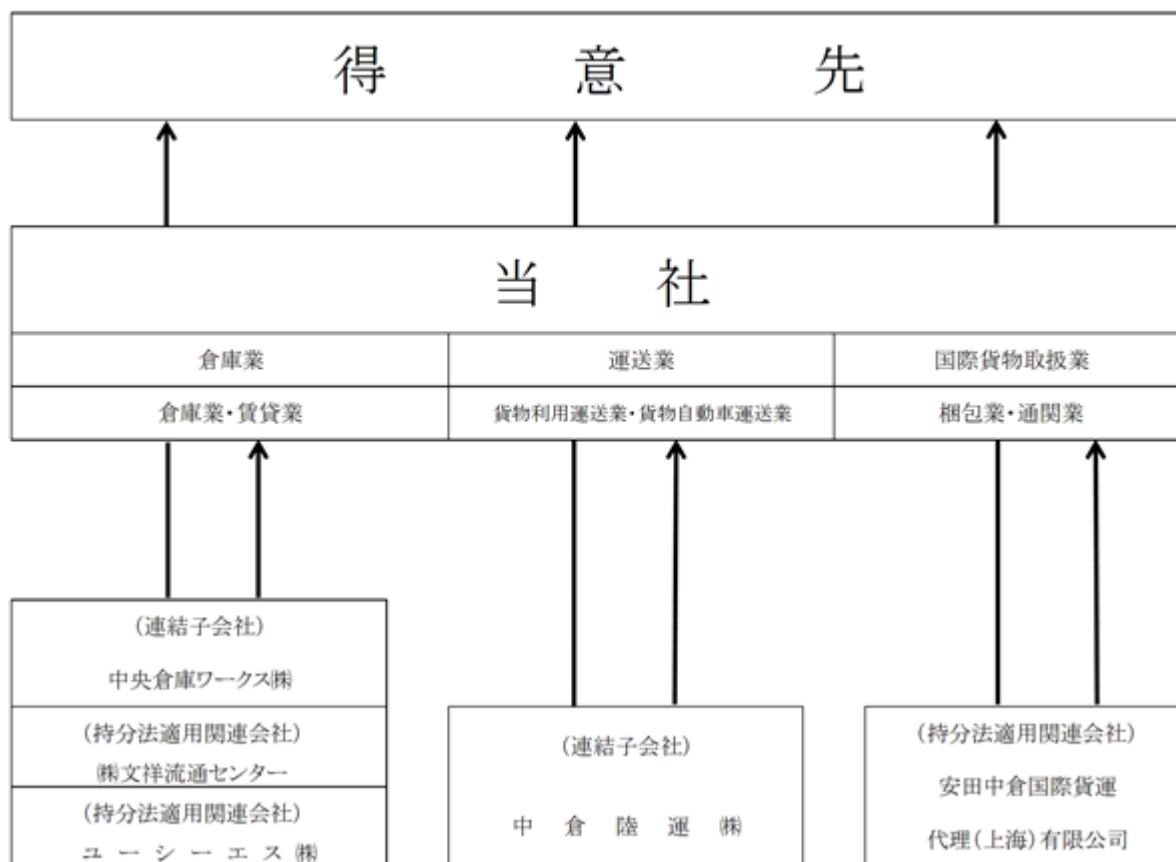 得意先
当社
倉庫業
運送業
国際貨物取扱業
倉庫業・賃貸業
貨物利用運送業・貨物自動車運送業
梱包業・通関業
(連結子会社)
中央倉庫ワークス㈱
(持分法適用関連会社)
㈱文祥流通センター
(持分法適用関連会社)
ユーシーエス㈱
(連結子会社)
中倉陸運㈱
(持分法適用関連会社)
安田中倉国際貨運
代理(上海)有限公司